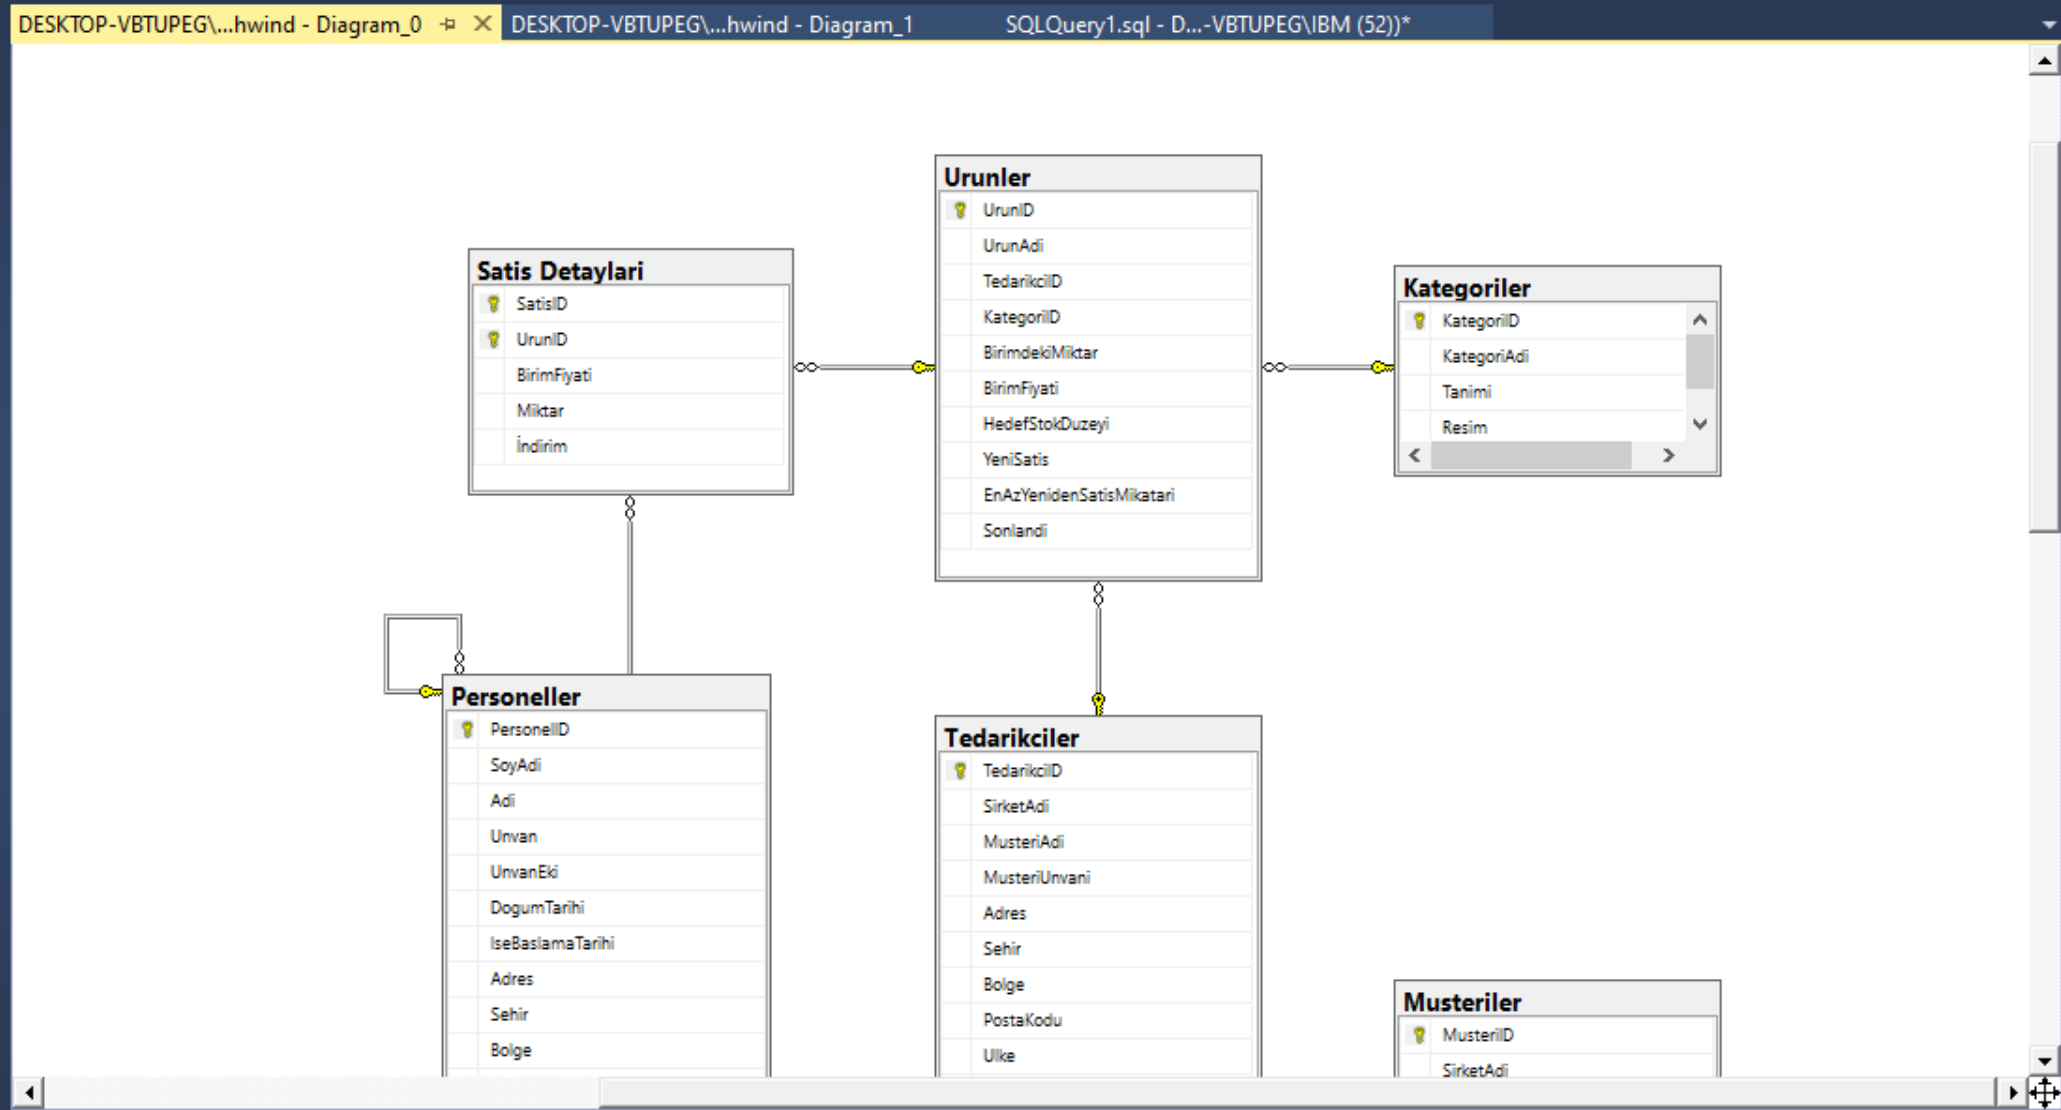 DESKTOP-VBTUPEG\...hwind - Diagram_0
DESKTOP-VBTUPEG\...hwind - Diagram_1
SQLQuery1.sql - D...-VBTUPEG\IBM (52))*
Urunler
UrunID
UrunAdi
TedarikciID
KategoriID
BirimdekiMiktar
BirimFiyati
HedefStokDuzeyi
YeniSatis
EnAzYenidenSatisMikatari
Sonlandi
Satis Detaylari
SatisID
UrunID
BirimFiyati
Miktar
İndirim
Kategoriler
KategoriID
KategoriAdi
Tanimi
Resim
Personeller
PersonelID
SoyAdi
Adi
Unvan
UnvanEki
DogumTarihi
IseBaslamaTarihi
Adres
Sehir
Bolge
Tedarikciler
TedarikciID
SirketAdi
MusteriAdi
MusteriUnvani
Adres
Sehir
Bolge
PostaKodu
Ulke
Musteriler
MusteriID
SirketAdi